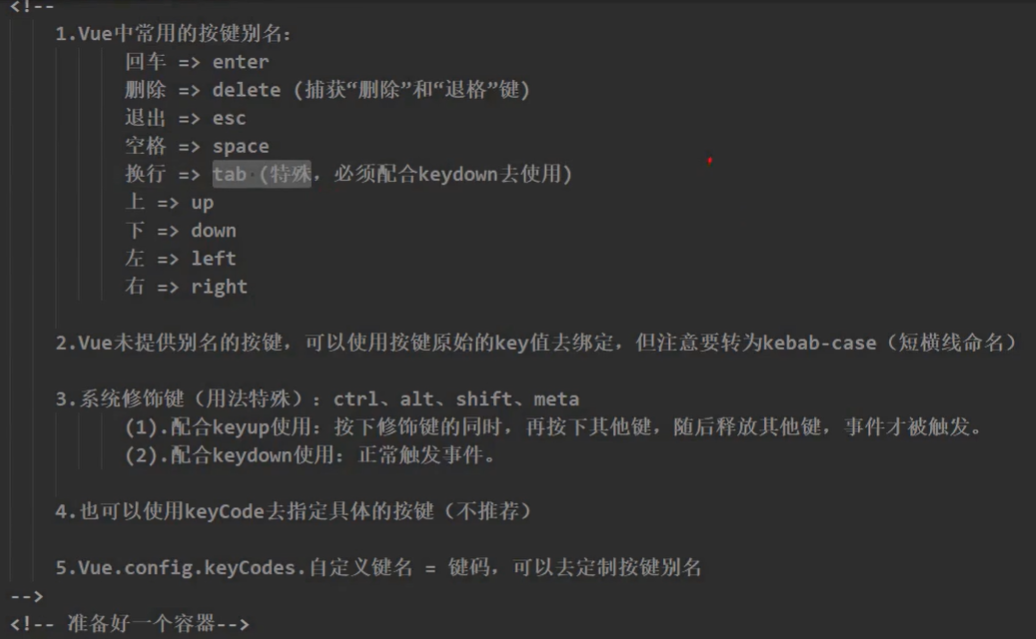 <!--
1.Vue中常用的按键别名：
回车 => enter
删除 => delete (捕获“删除”和“退格”键)
退出 => esc
空格 => space
换行 => tab (特殊，必须配合keydown去使用)
上 => up
下 => down
左 => left
右 => right
2.Vue未提供别名的按键，可以使用按键原始的key值去绑定，但注意要转为kebab-case（短横线命名）
3.系统修饰键（用法特殊）：ctrl、alt、shift、meta
(1).配合keyup使用：按下修饰键的同时，再按下其他键，随后释放其他键，事件才被触发。
(2).配合keydown使用：正常触发事件。
4.也可以使用keyCode去指定具体的按键（不推荐）
5.Vue.config.keyCodes.自定义键名 = 键码，可以去定制按键别名
-->
<!-- 准备好一个容器-->